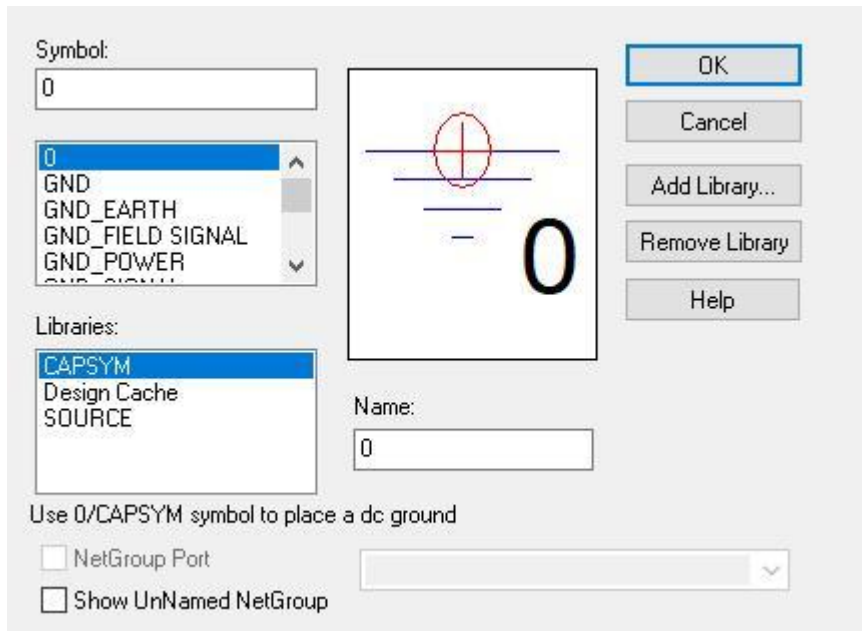 Symbol:
0
0
GND
GND_EARTH
GND_FIELD SIGNAL
GND_POWER
Libraries:
CAPSYM
Design Cache
SOURCE
0
Name:
0
OK
Cancel
Add Library...
Remove Library
Help
Use 0/CAPSYM symbol to place a dc ground
NetGroup Port
Show UnNamed NetGroup